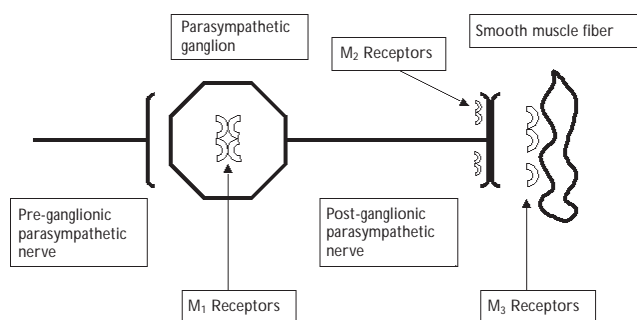 Parasympathetic
ganglion
Smooth muscle fiber
M₂ Receptors
Pre-ganglionic
parasympathetic
nerve
Post-ganglionic
parasympathetic
nerve
M₁ Receptors
M₃ Receptors